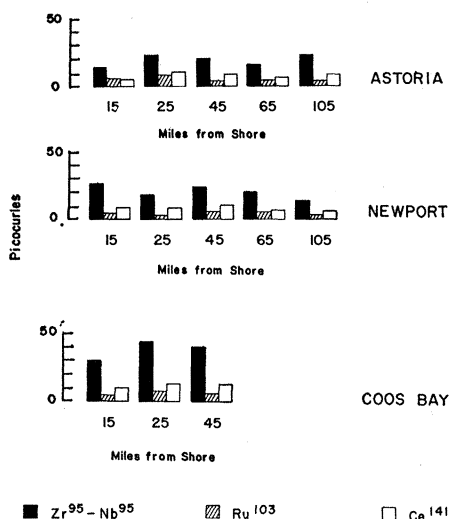 50
0
15 25 45 65 105
Miles from Shore
ASTORIA
50
0
15 25 45 65 105
Miles from Shore
NEWPORT
Picocuries
50
0
15 25 45
Miles from Shore
COOS BAY
Zr95-Nb95 Ru103 Ce141